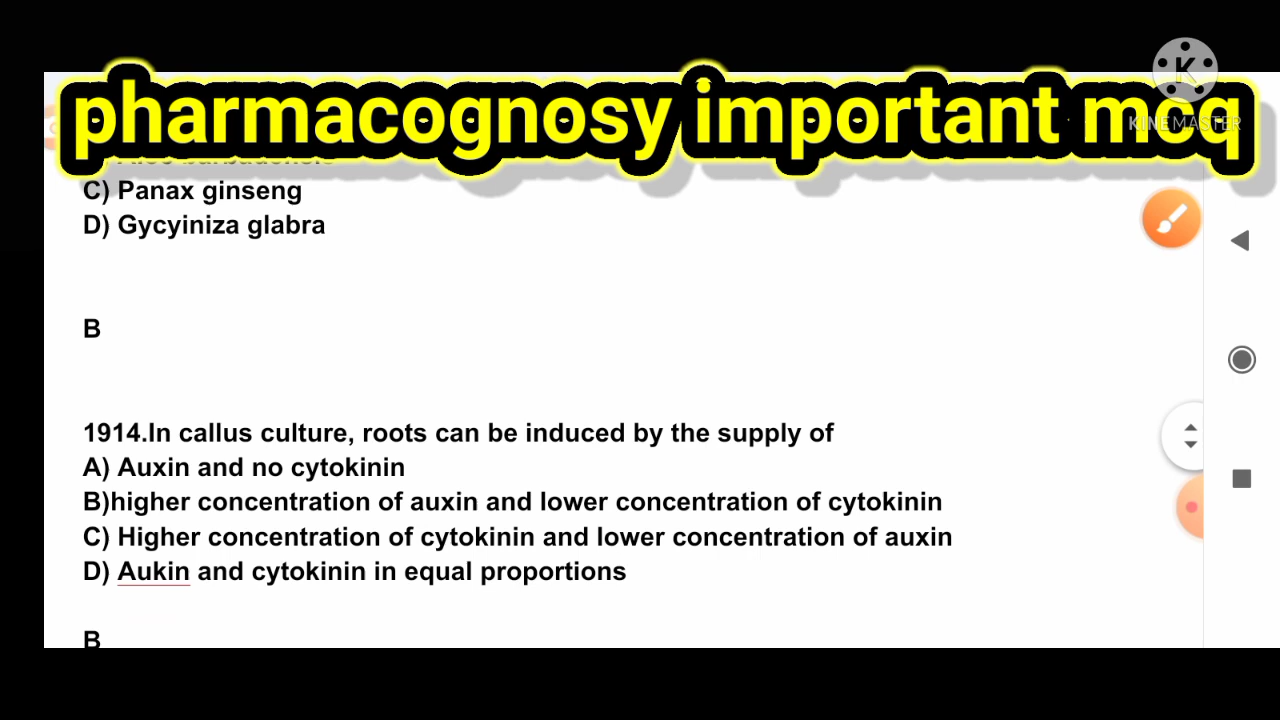 pharmacognosy important mcq
KINEMASTER
C) Panax ginseng
D) Gycyiniza glabra
B
1914.In callus culture, roots can be induced by the supply of
A) Auxin and no cytokinin
B)higher concentration of auxin and lower concentration of cytokinin
C) Higher concentration of cytokinin and lower concentration of auxin
D) Aukin and cytokinin in equal proportions
B